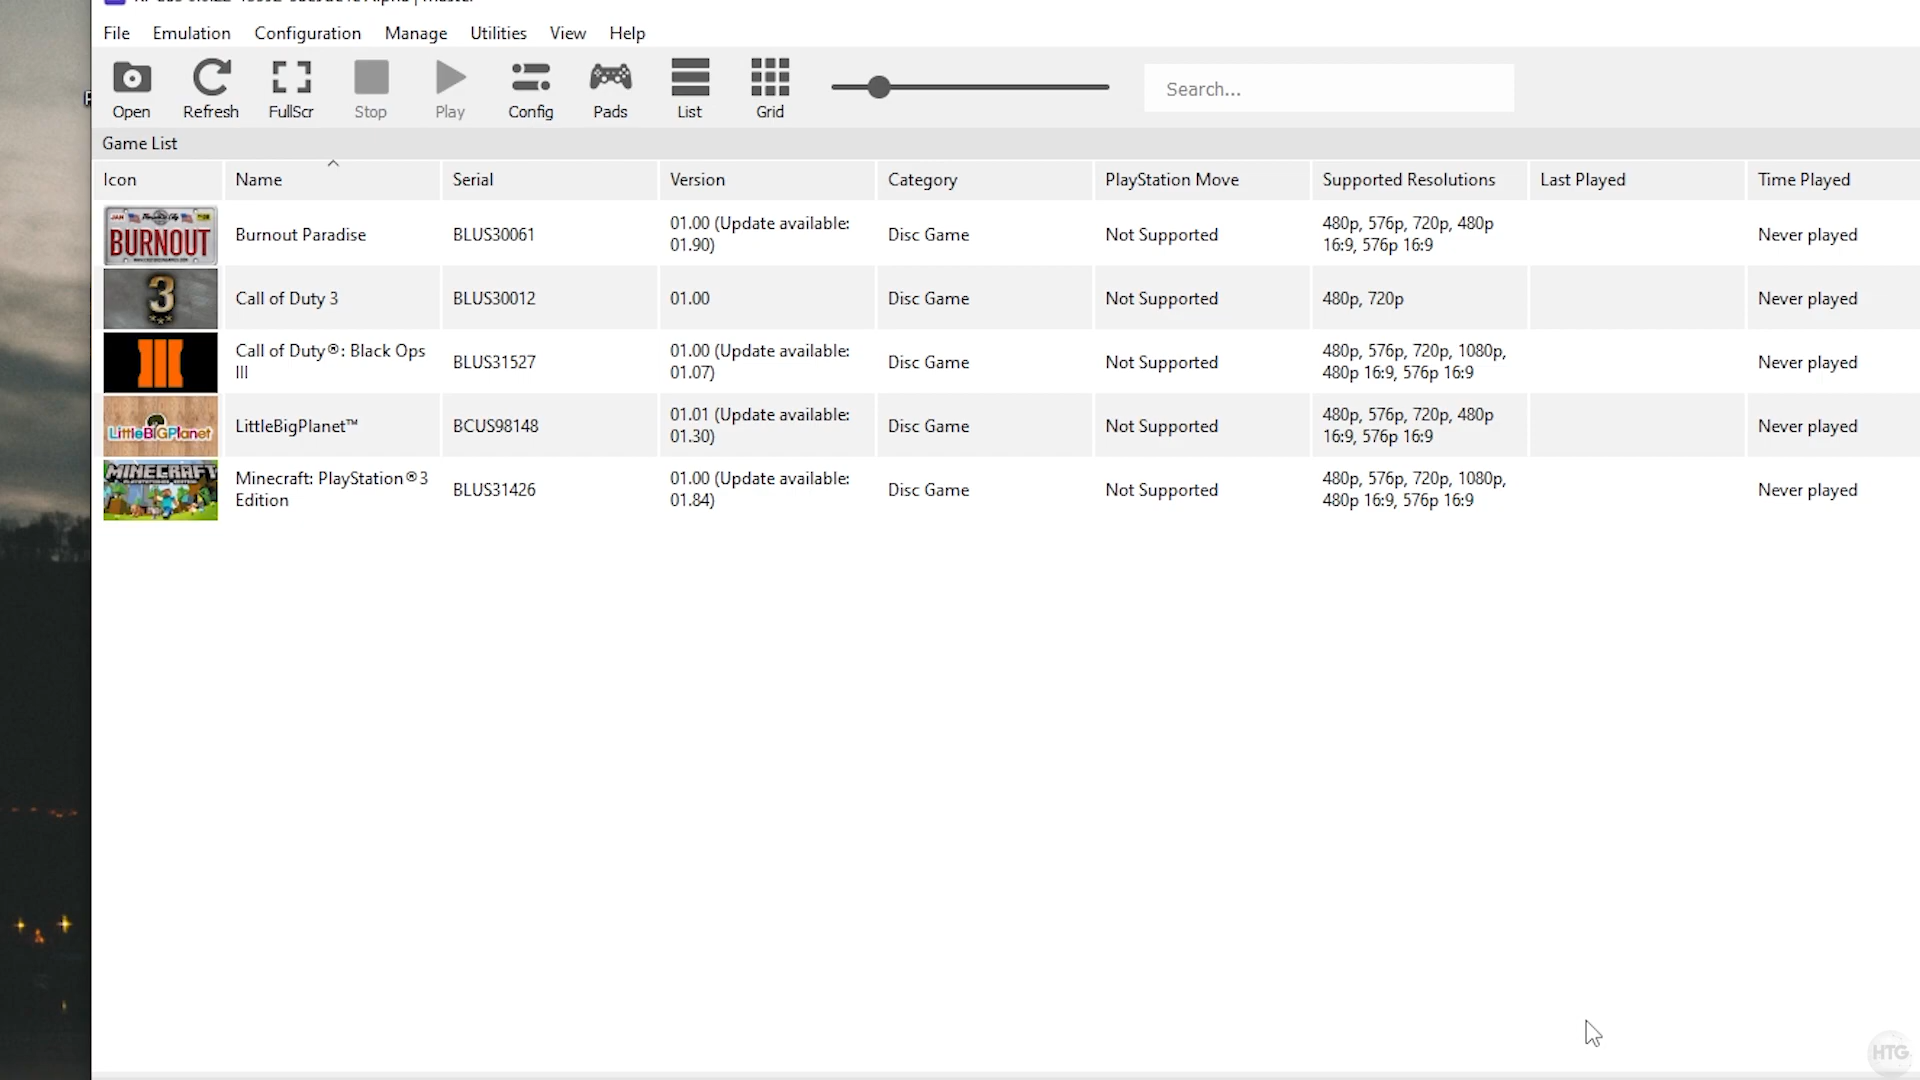 File Emulation Configuration Manage Utilities View Help
Open Refresh FullScr Stop Play Config Pads List Grid Search...
Game List
Icon Name Serial Version Category PlayStation Move Supported Resolutions Last Played Time Played
BURNOUT Burnout Paradise BLUS30061 01.00 (Update available: 01.90) Disc Game Not Supported 480p, 576p, 720p, 480p 16:9, 576p 16:9 Never played
3 Call of Duty 3 BLUS30012 01.00 Disc Game Not Supported 480p, 720p Never played
III Call of Duty®: Black Ops III BLUS31527 01.00 (Update available: 01.07) Disc Game Not Supported 480p, 576p, 720p, 1080p, 480p 16:9, 576p 16:9 Never played
LittleBIGPlanet LittleBigPlanet™ BCUS98148 01.01 (Update available: 01.30) Disc Game Not Supported 480p, 576p, 720p, 480p 16:9, 576p 16:9 Never played
MINECRAFT Minecraft: PlayStation®3 Edition BLUS31426 01.00 (Update available: 01.84) Disc Game Not Supported 480p, 576p, 720p, 1080p, 480p 16:9, 576p 16:9 Never played
HTG